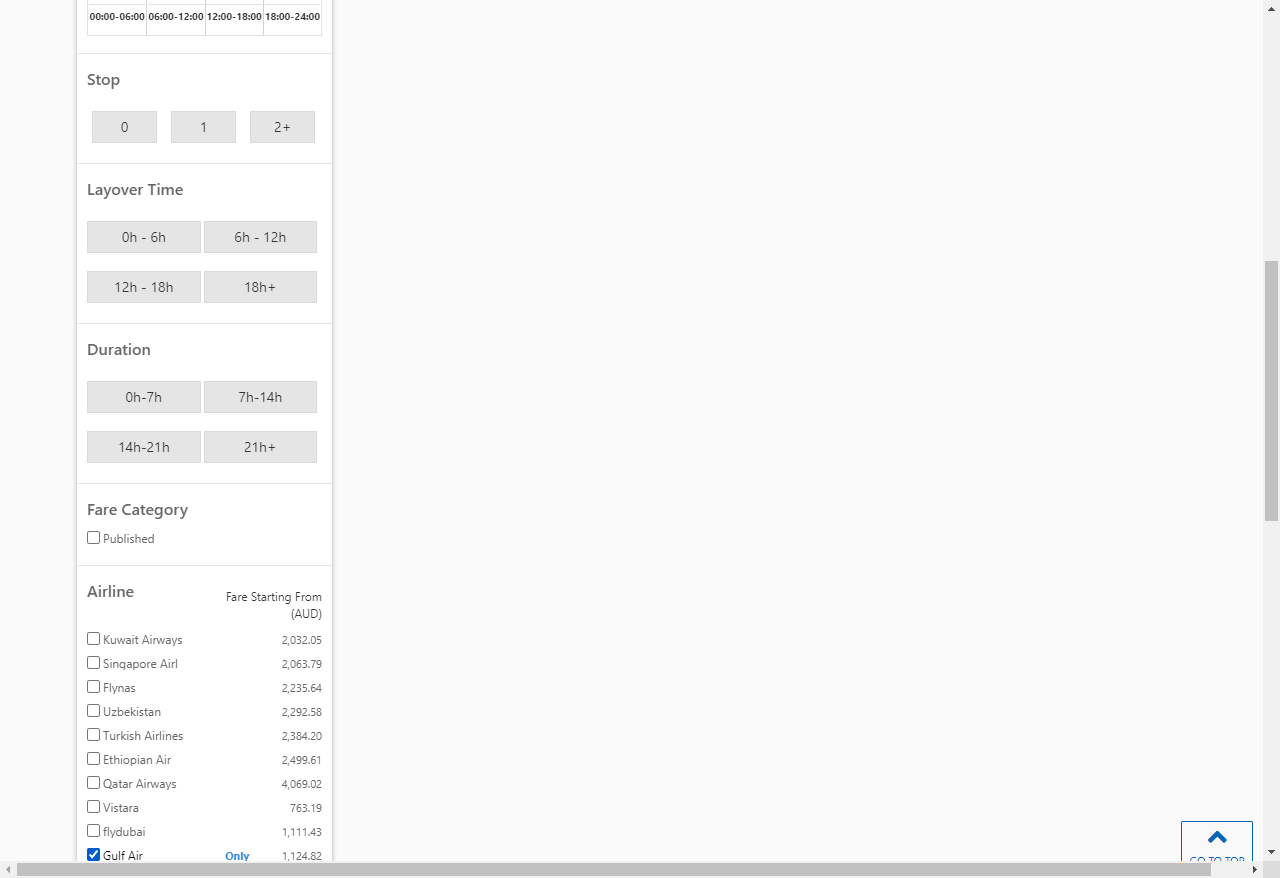 00:00-06:00 06:00-12:00 12:00-18:00 18:00-24:00
Stop
0 1 2+
Layover Time
0h - 6h 6h - 12h
12h - 18h 18h+
Duration
0h-7h 7h-14h
14h-21h 21h+
Fare Category
Published
Airline Fare Starting From
(AUD)
Kuwait Airways 2,032.05
Singapore Airl 2,063.79
Flynas 2,235.64
Uzbekistan 2,292.58
Turkish Airlines 2,384.20
Ethiopian Air 2,499.61
Qatar Airways 4,069.02
Vistara 763.19
flydubai 1,111.43
Gulf Air Only 1,124.82
GO TO TOP